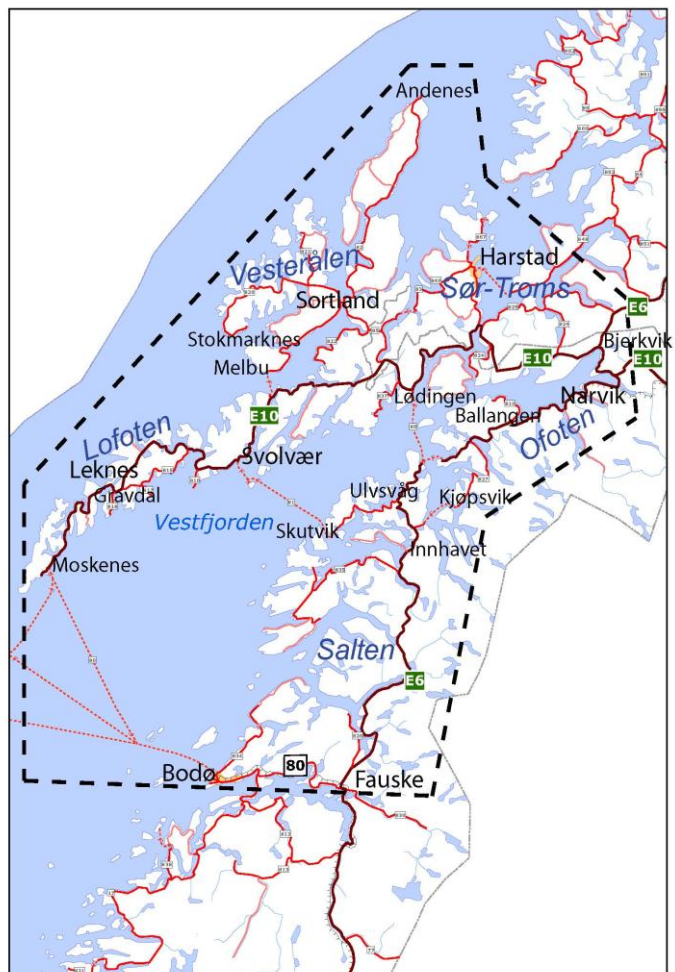 Andenes
Harstad
Vesterålen
Sør-Troms
Sortland
E6
Stokmarknes
Bjerkvik
Melbu
E10
E10
Lødingen
Narvik
E10
Ballangen
Lofoten
Ofoten
Svolvær
Leknes
Ulvsvåg
Kjøpsvik
Gravdal
Vestfjorden
Skutvik
Innhavet
Moskenes
Salten
E6
80
Bodø
Fauske